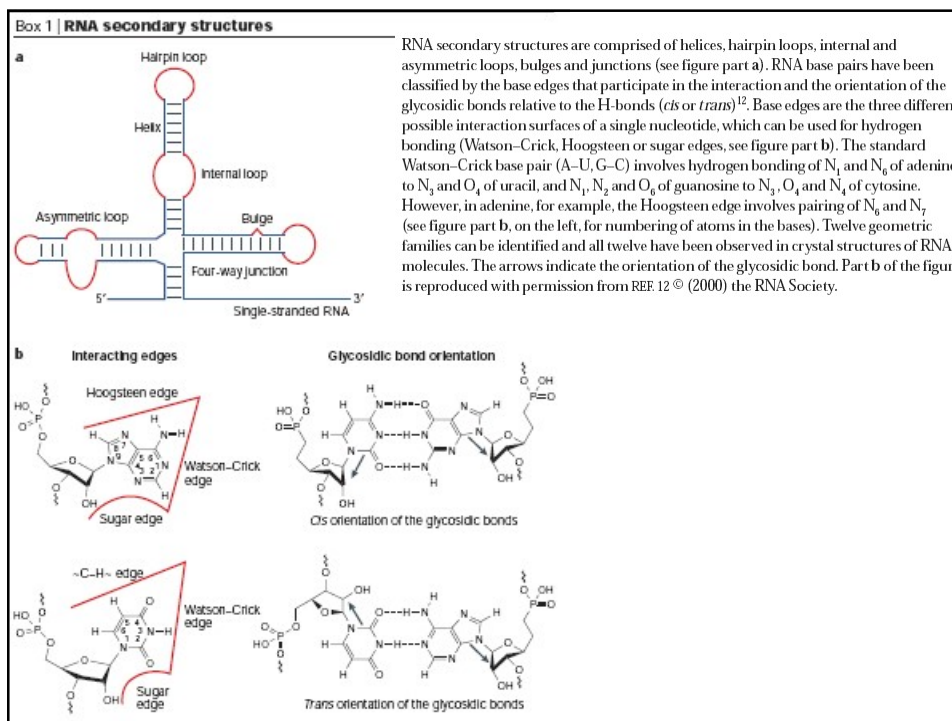 Box 1 | RNA secondary structures
a
Hairpin loop
Helix
Internal loop
Asymmetric loop
Bulge
Four-way junction
5′
3′
Single-stranded RNA
RNA secondary structures are comprised of helices, hairpin loops, internal and
asymmetric loops, bulges and junctions (see figure part a). RNA base pairs have been
classified by the base edges that participate in the interaction and the orientation of the
glycosidic bonds relative to the H-bonds (cis or trans)12. Base edges are the three differen
possible interaction surfaces of a single nucleotide, which can be used for hydrogen
bonding (Watson–Crick, Hoogsteen or sugar edges, see figure part b). The standard
Watson–Crick base pair (A–U, G–C) involves hydrogen bonding of N1 and N6 of adenine
to N3 and O4 of uracil, and N1, N2 and O6 of guanosine to N3, O4 and N4 of cytosine.
However, in adenine, for example, the Hoogsteen edge involves pairing of N6 and N7
(see figure part b, on the left, for numbering of atoms in the bases). Twelve geometric
families can be identified and all twelve have been observed in crystal structures of RNA
molecules. The arrows indicate the orientation of the glycosidic bond. Part b of the figur
is reproduced with permission from REF. 12 © (2000) the RNA Society.
b
Interacting edges
Glycosidic bond orientation
Hoogsteen edge
Watson–Crick
edge
Sugar edge
Cis orientation of the glycosidic bonds
~C–H~ edge
Watson–Crick
edge
Sugar
edge
Trans orientation of the glycosidic bonds